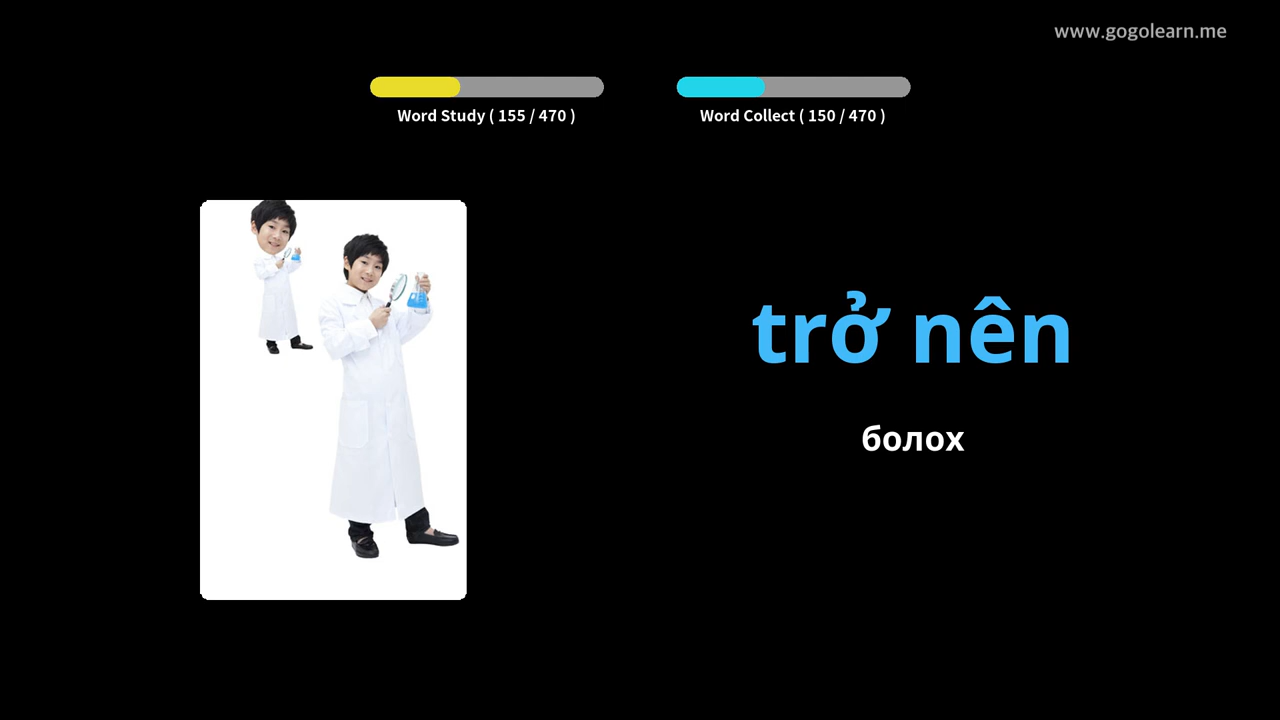 www.gogolearn.me
Word Study ( 155 / 470 )
Word Collect ( 150 / 470 )
trở nên
болох